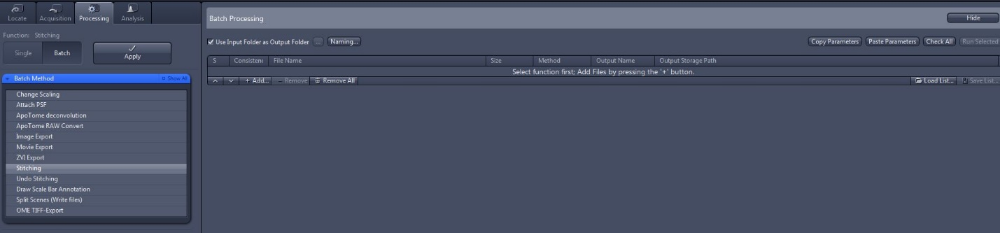 Locate Acquisition Processing Analysis
Function: Stitching
Single Batch Apply
Batch Method Show All
Change Scaling
Attach PSF
ApoTome deconvolution
ApoTome RAW Convert
Image Export
Movie Export
ZVI Export
Stitching
Undo Stitching
Draw Scale Bar Annotation
Split Scenes (Write files)
OME TIFF-Export
Batch Processing Hide
Use Input Folder as Output Folder ... Naming... Copy Parameters Paste Parameters Check All Run Selected
S Consistenc File Name Size Method Output Name Output Storage Path
Select function first; Add Files by pressing the '+' button.
+ Add... − Remove Remove All Load List... Save List...